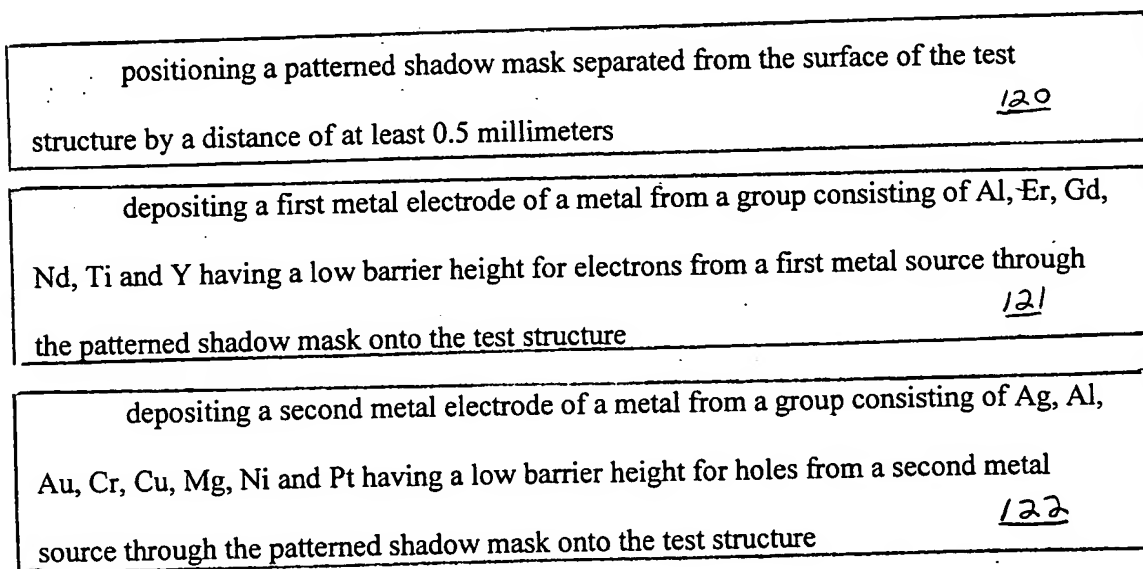 positioning a patterned shadow mask separated from the surface of the test
120
structure by a distance of at least 0.5 millimeters
depositing a first metal electrode of a metal from a group consisting of Al, Er, Gd,
Nd, Ti and Y having a low barrier height for electrons from a first metal source through
121
the patterned shadow mask onto the test structure
depositing a second metal electrode of a metal from a group consisting of Ag, Al,
Au, Cr, Cu, Mg, Ni and Pt having a low barrier height for holes from a second metal
122
source through the patterned shadow mask onto the test structure